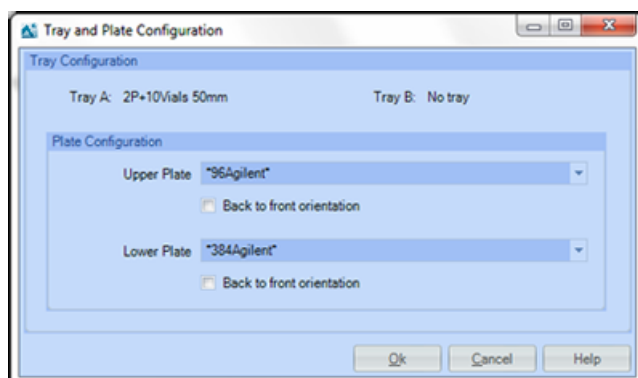 Tray and Plate Configuration
Tray Configuration
Tray A: 2P+10Vials 50mm Tray B: No tray
Plate Configuration
Upper Plate "96Agilent"
Back to front orientation
Lower Plate "384Agilent"
Back to front orientation
Ok Cancel Help